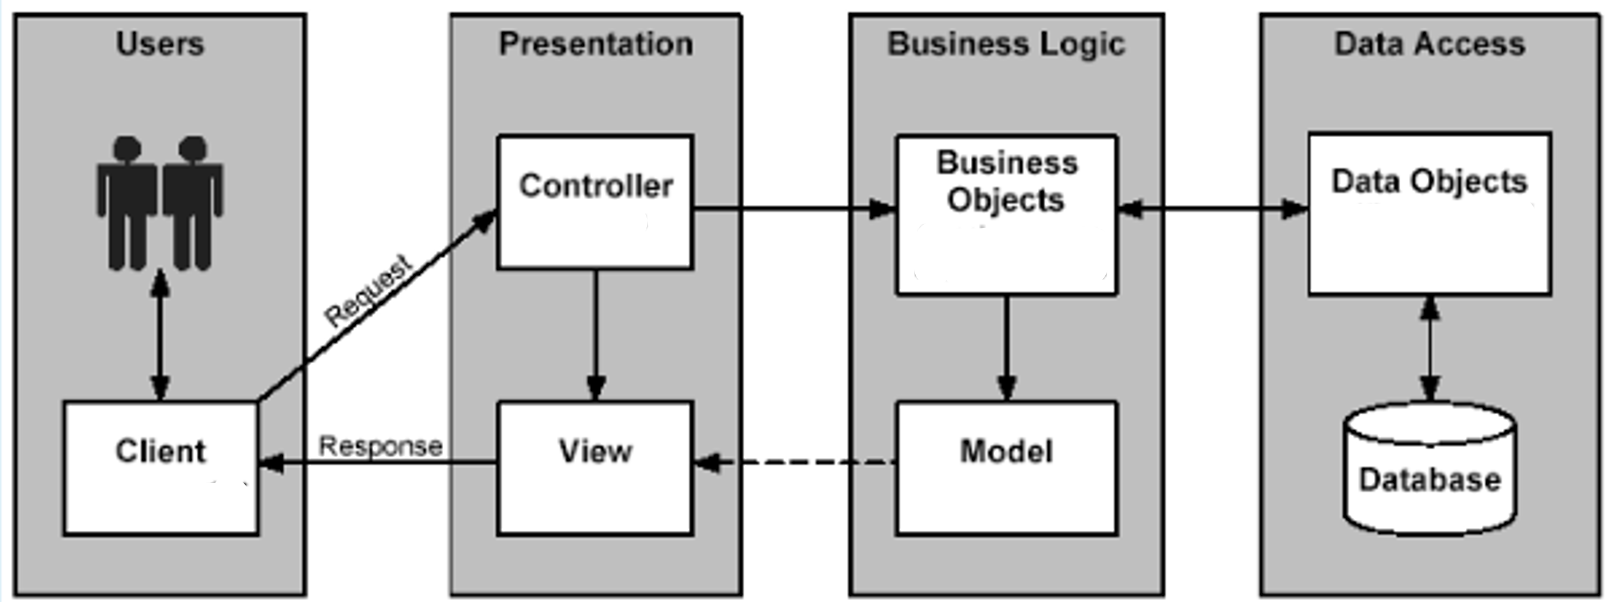 Users
Presentation
Business Logic
Data Access
Controller
Business
Objects
Data Objects
Request
Client
Response
View
Model
Database